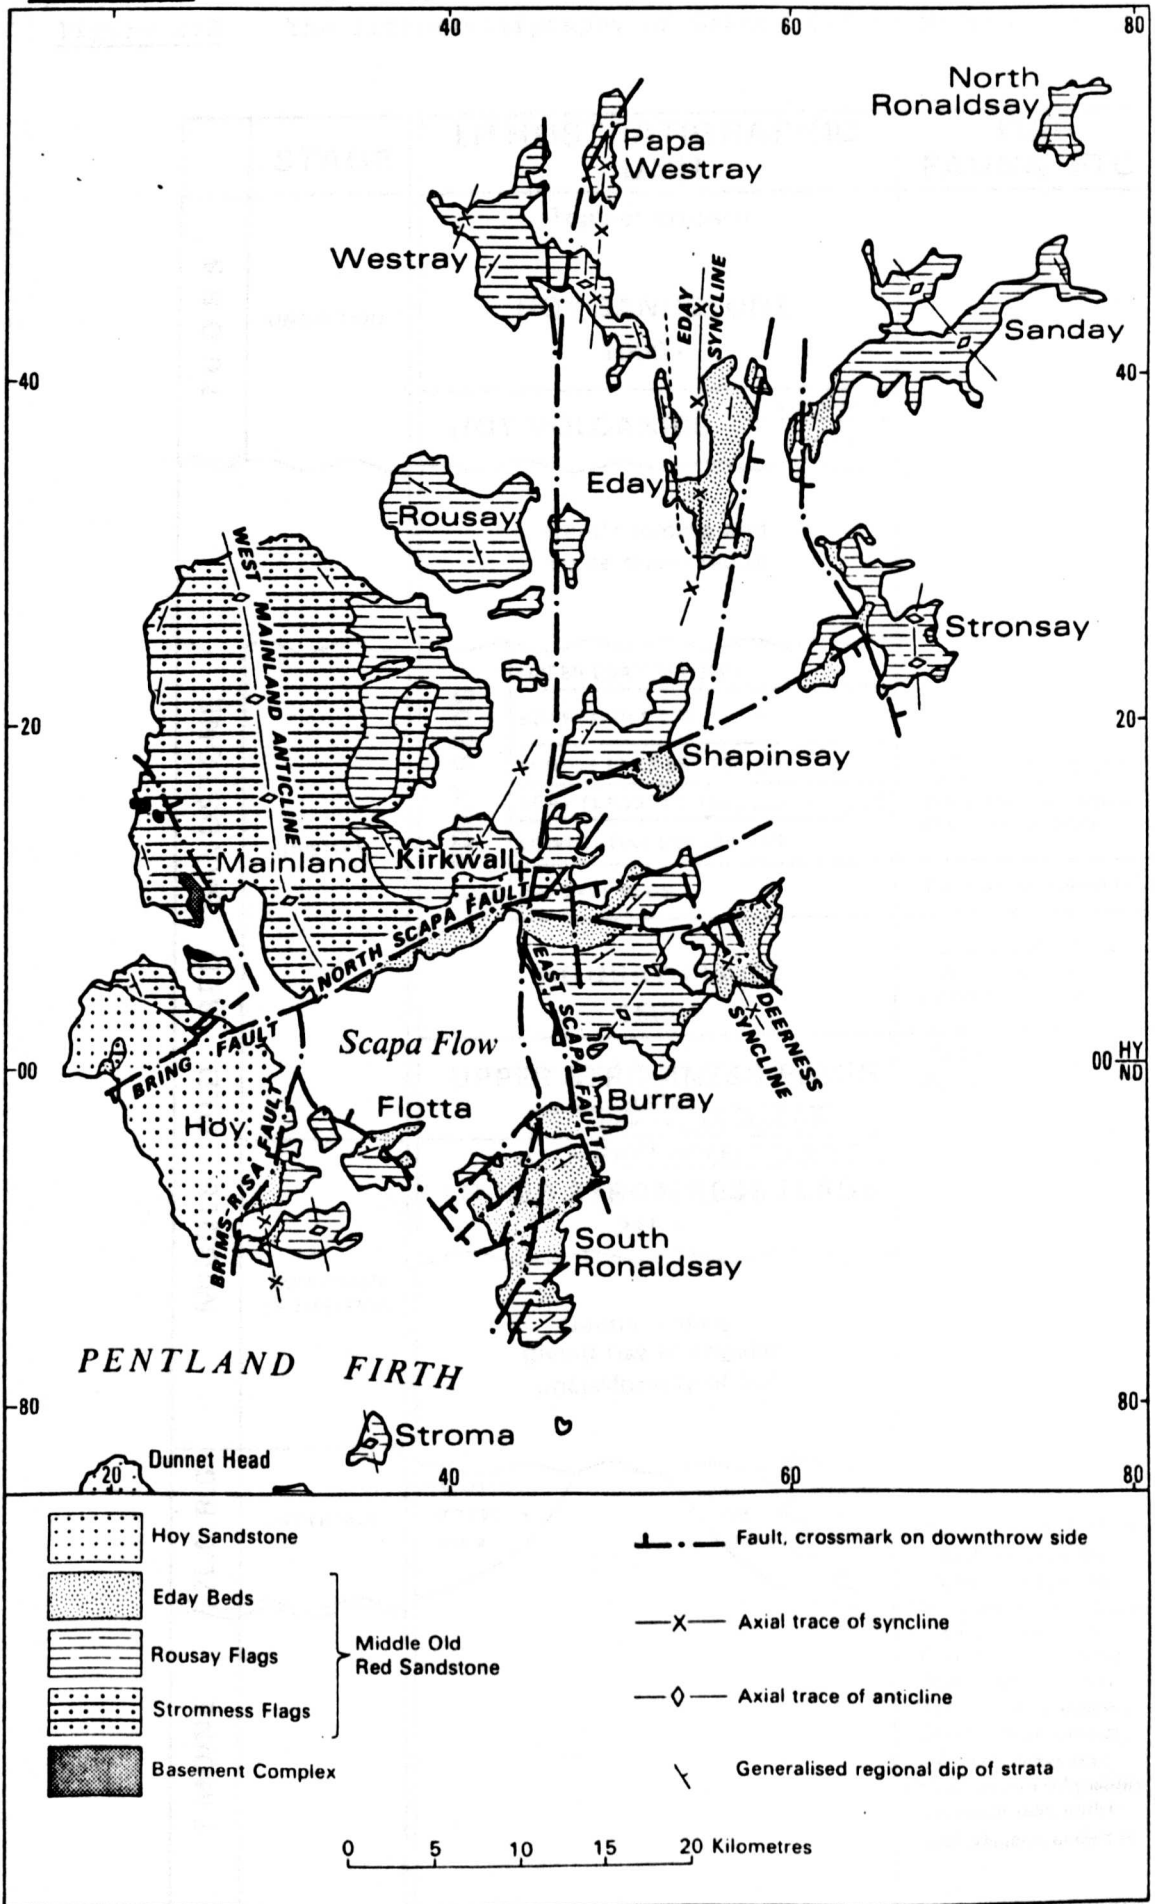 40
60
80
North
Ronaldsay
Papa
Westray
Westray
EDAY
SYNCLINE
Sanday
40
40
Eday
Rousay
WEST MAINLAND ANTICLINE
Stronsay
20
20
Shapinsay
Mainland
Kirkwall
NORTH SCAPA FAULT
EAST SCAPA FAULT
DEERNESS
SYNCLINE
Scapa Flow
BRING FAULT
00
00 HY
ND
Flotta
Burray
Hoy
BRIMS-RISA FAULT
South
Ronaldsay
PENTLAND FIRTH
80
80
Stroma
Dunnet Head
20
40
60
80
Hoy Sandstone
Eday Beds
Rousay Flags
Stromness Flags
Middle Old
Red Sandstone
Basement Complex
Fault, crossmark on downthrow side
Axial trace of syncline
Axial trace of anticline
Generalised regional dip of strata
0 5 10 15 20 Kilometres